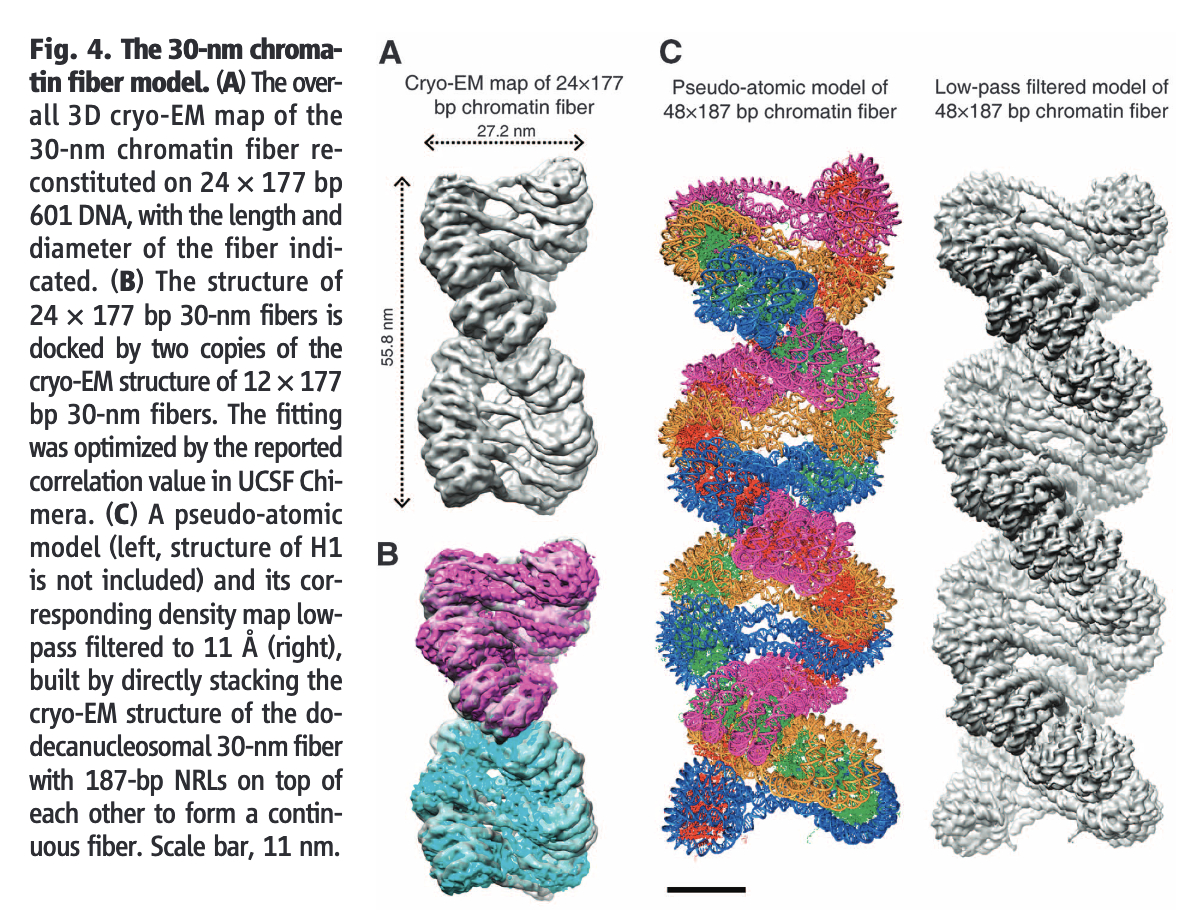 Fig. 4. The 30-nm chroma-
tin fiber model. (A) The over-
all 3D cryo-EM map of the
30-nm chromatin fiber re-
constituted on 24 × 177 bp
601 DNA, with the length and
diameter of the fiber indi-
cated. (B) The structure of
24 × 177 bp 30-nm fibers is
docked by two copies of the
cryo-EM structure of 12 × 177
bp 30-nm fibers. The fitting
was optimized by the reported
correlation value in UCSF Chi-
mera. (C) A pseudo-atomic
model (left, structure of H1
is not included) and its cor-
responding density map low-
pass filtered to 11 Å (right),
built by directly stacking the
cryo-EM structure of the do-
decanucleosomal 30-nm fiber
with 187-bp NRLs on top of
each other to form a contin-
uous fiber. Scale bar, 11 nm.
A
Cryo-EM map of 24×177
bp chromatin fiber
27.2 nm
55.8 nm
B
C
Pseudo-atomic model of
48×187 bp chromatin fiber
Low-pass filtered model of
48×187 bp chromatin fiber